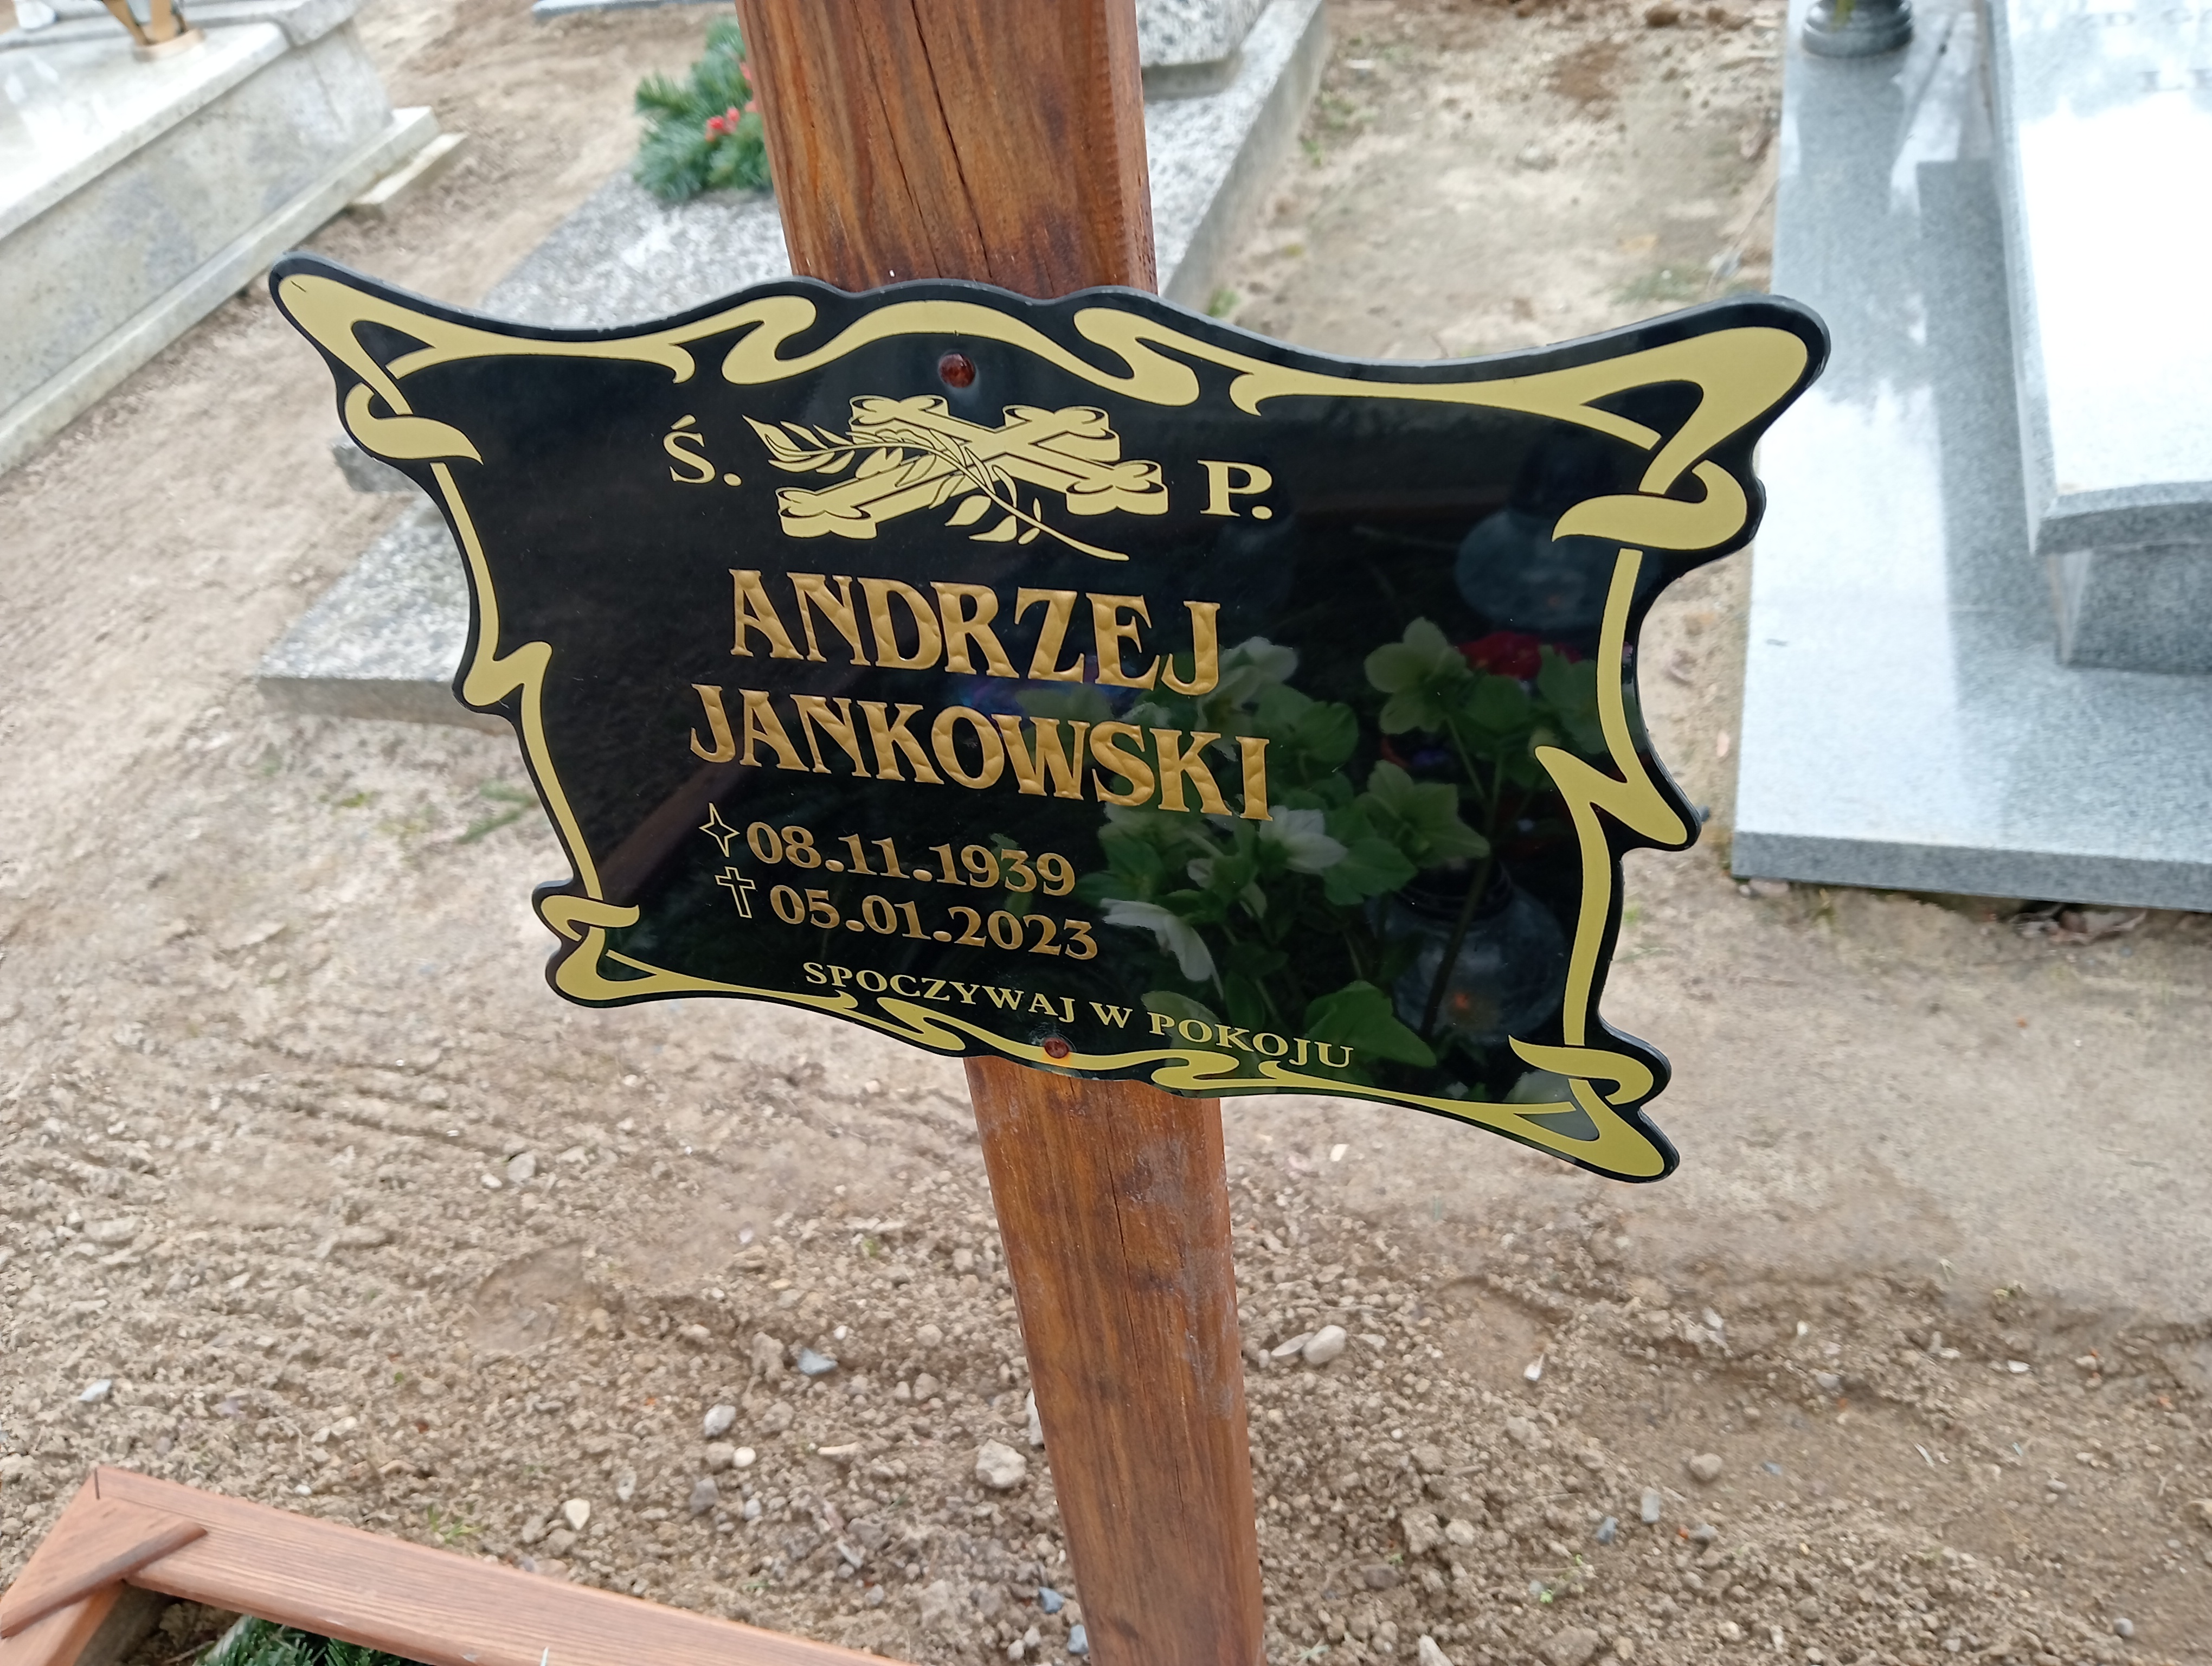 Ś. P.
ANDRZEJ
JANKOWSKI
08.11.1939
05.01.2023
SPOCZYWAJ W POKOJU